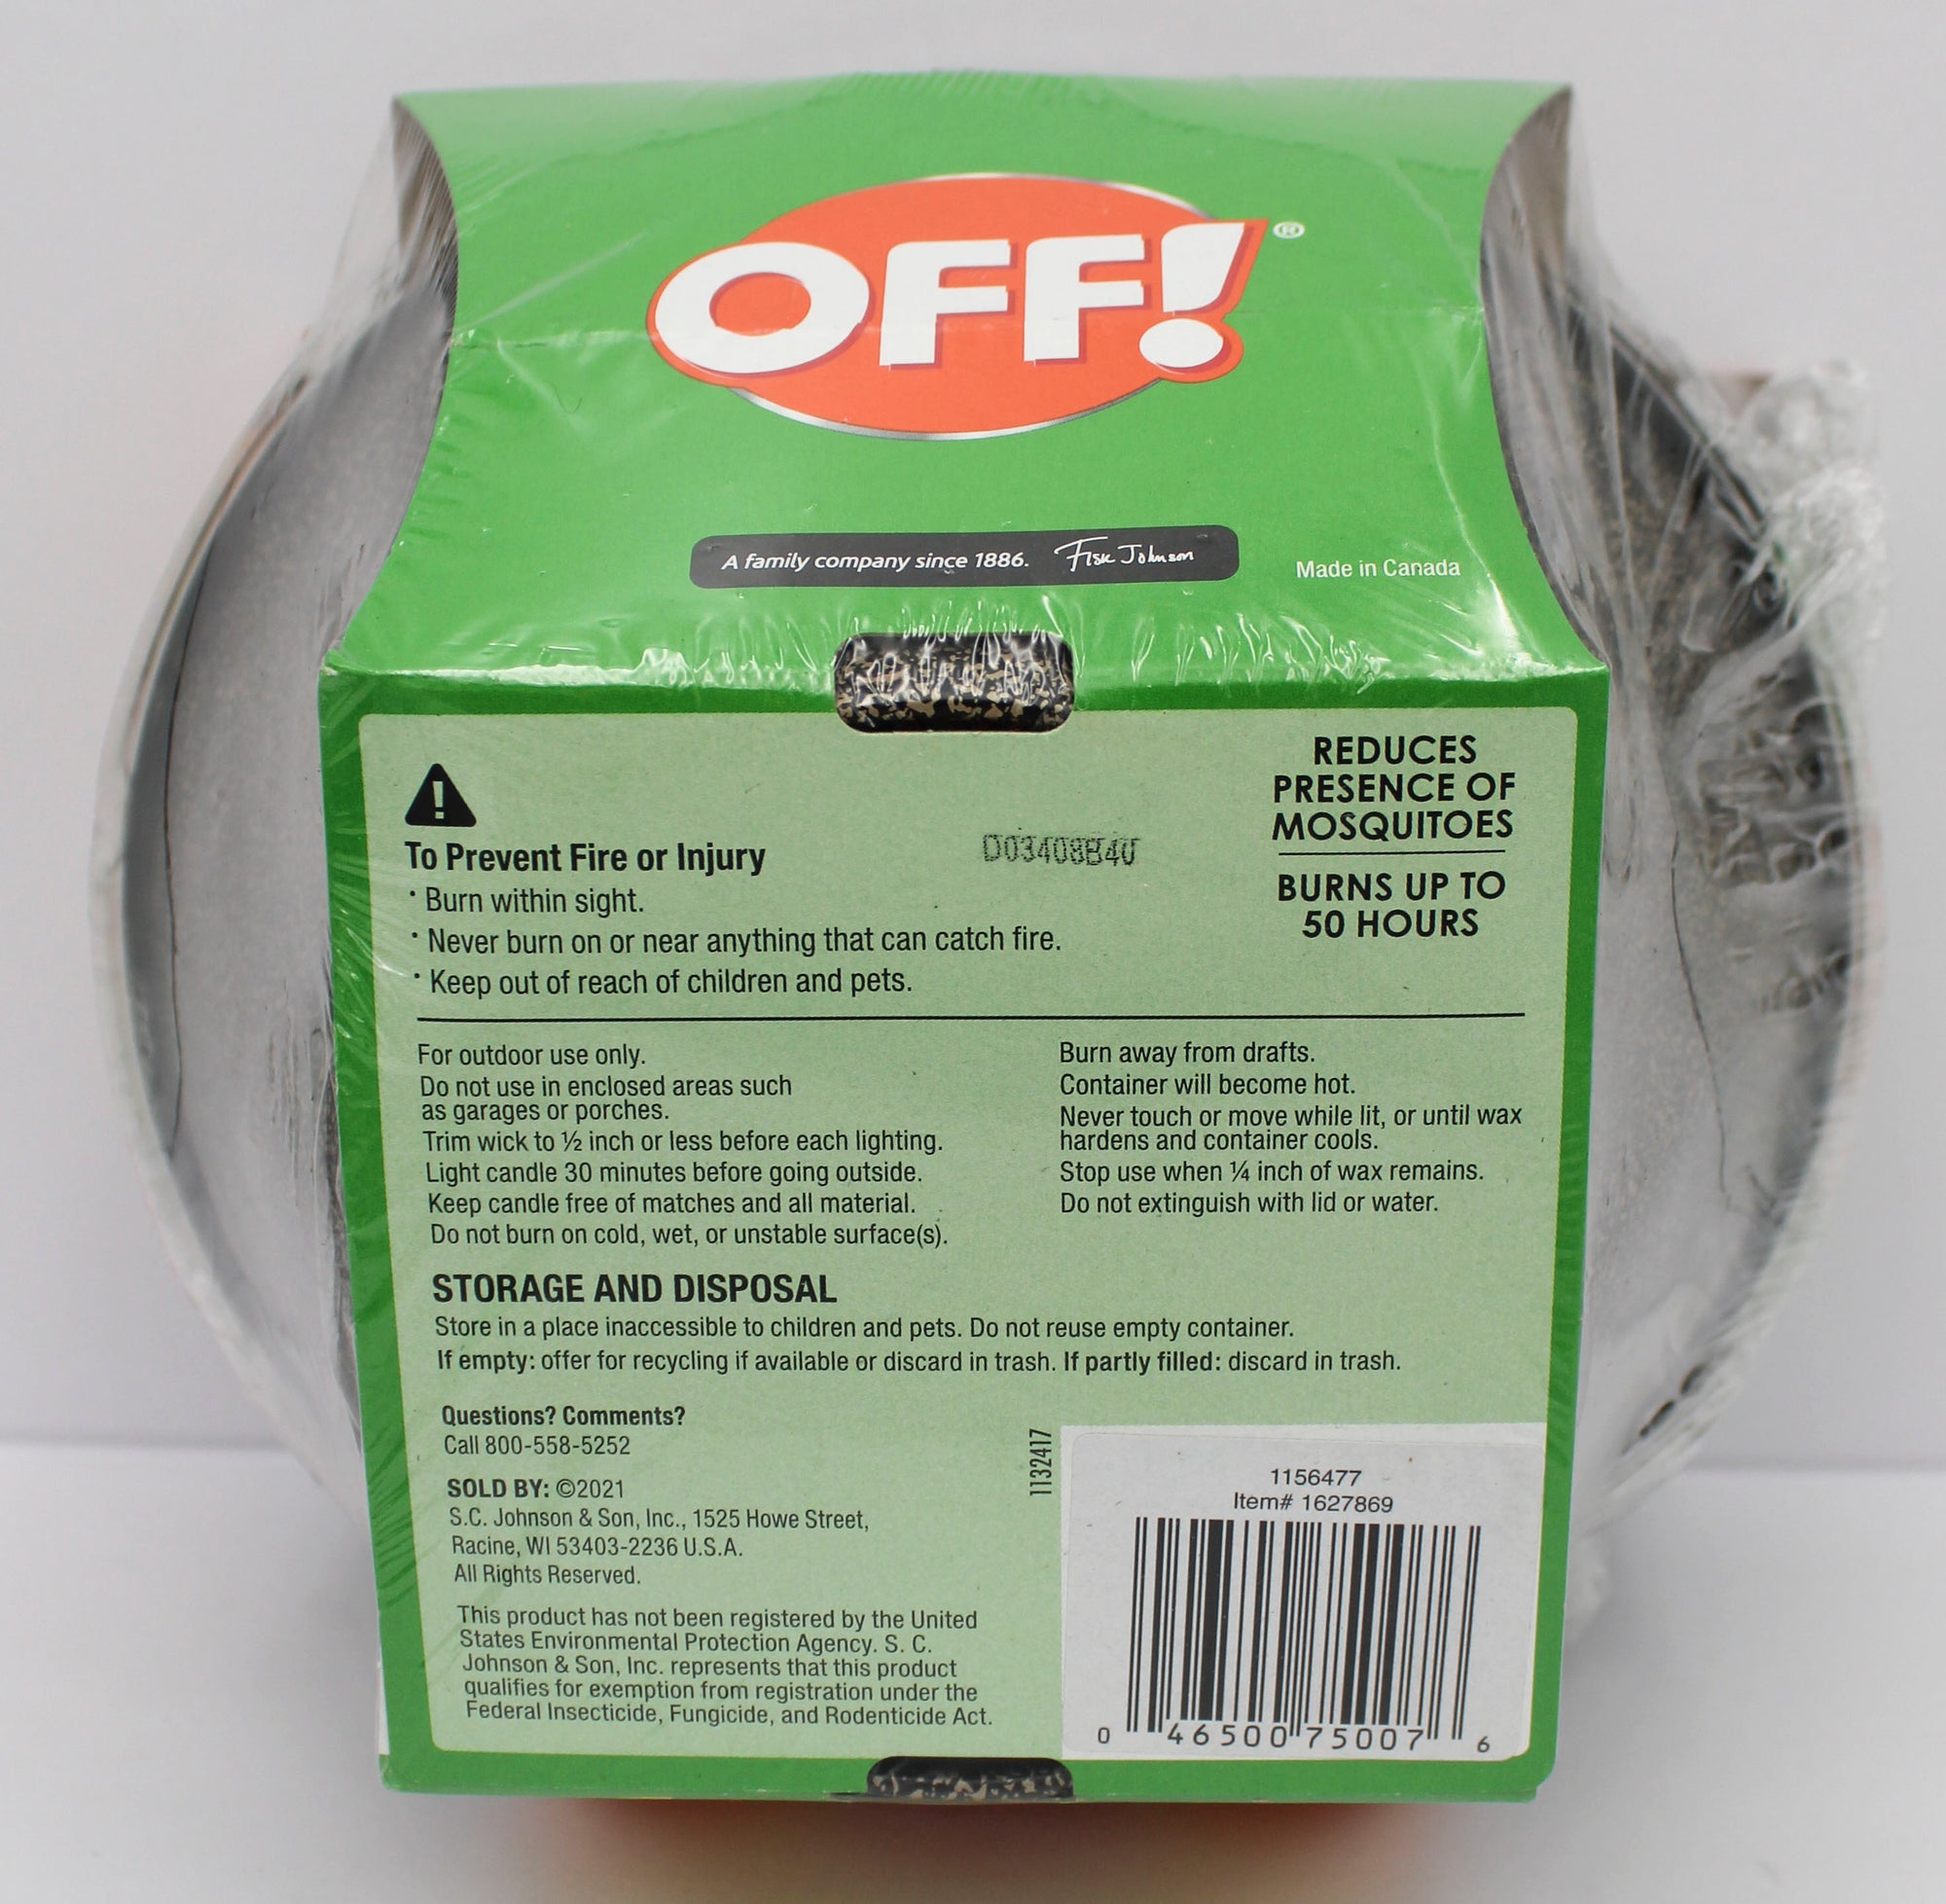 OFF!®
A family company since 1886. Fisk Johnson
Made in Canada
To Prevent Fire or Injury
• Burn within sight.
• Never burn on or near anything that can catch fire.
• Keep out of reach of children and pets.
REDUCES
PRESENCE OF
MOSQUITOES
BURNS UP TO
50 HOURS
For outdoor use only.
Do not use in enclosed areas such
as garages or porches.
Trim wick to ½ inch or less before each lighting.
Light candle 30 minutes before going outside.
Keep candle free of matches and all material.
Do not burn on cold, wet, or unstable surface(s).
Burn away from drafts.
Container will become hot.
Never touch or move while lit, or until wax
hardens and container cools.
Stop use when ¼ inch of wax remains.
Do not extinguish with lid or water.
STORAGE AND DISPOSAL
Store in a place inaccessible to children and pets. Do not reuse empty container.
If empty: offer for recycling if available or discard in trash. If partly filled: discard in trash.
Questions? Comments?
Call 800-558-5252
SOLD BY: ©2021
S.C. Johnson & Son, Inc., 1525 Howe Street,
Racine, WI 53403-2236 U.S.A.
All Rights Reserved.
This product has not been registered by the United
States Environmental Protection Agency. S. C.
Johnson & Son, Inc. represents that this product
qualifies for exemption from registration under the
Federal Insecticide, Fungicide, and Rodenticide Act.
1132417
1156477
Item# 1627869
0 46500 75007 6